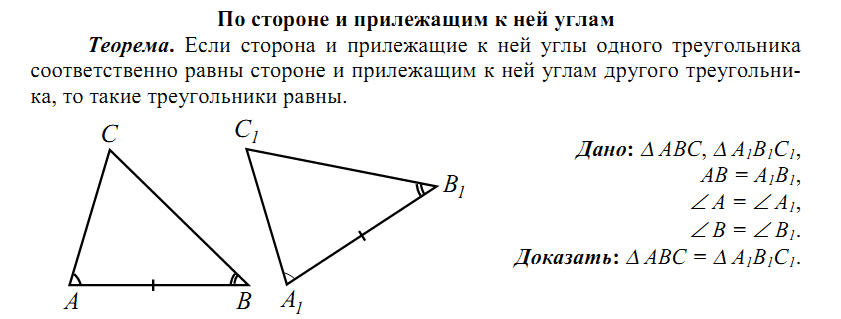 По стороне и прилежащим к ней углам
Теорема. Если сторона и прилежащие к ней углы одного треугольника
соответственно равны стороне и прилежащим к ней углам другого треугольни-
ка, то такие треугольники равны.
C
C₁
B₁
A
B
A₁
Дано: Δ ABC, Δ A₁B₁C₁,
AB = A₁B₁,
∠ A = ∠ A₁,
∠ B = ∠ B₁.
Доказать: Δ ABC = Δ A₁B₁C₁.